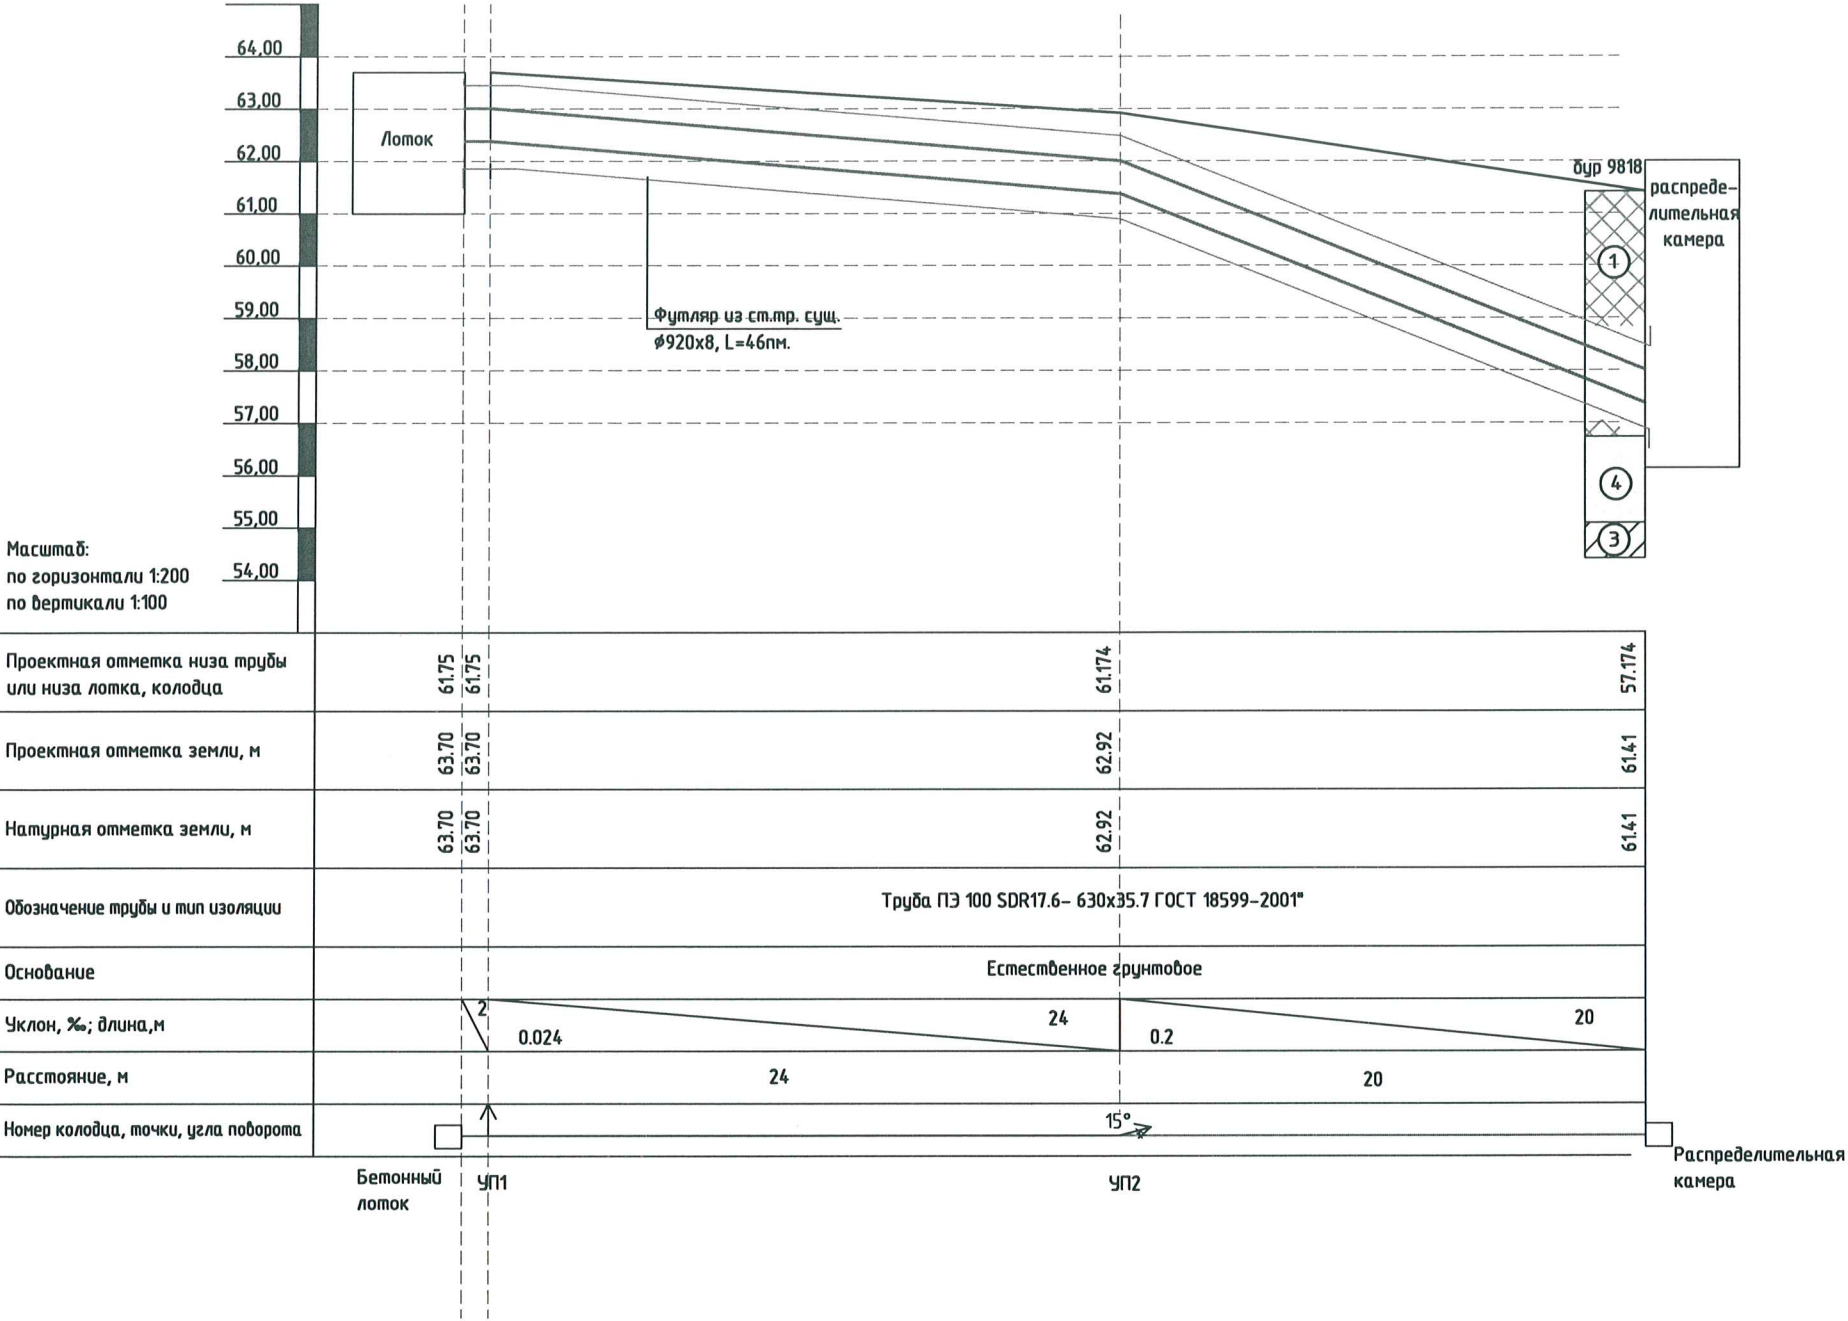 64,00
63,00
62,00
61,00
60,00
59,00
58,00
57,00
56,00
55,00
54,00
Лоток
Футляр из ст.тр. сущ.
Ø920х8, L=46пм.
бур 9818
распреде-
лительная
камера
1
4
3
Масштаб:
по горизонтали 1:200
по вертикали 1:100
Проектная отметка низа трубы
или низа лотка, колодца
61.75
61.75
61.174
57.174
Проектная отметка земли, м
63.70
63.70
62.92
61.41
Натурная отметка земли, м
63.70
63.70
62.92
61.41
Обозначение трубы и тип изоляции
Труба ПЭ 100 SDR17.6– 630х35.7 ГОСТ 18599–2001"
Основание
Естественное грунтовое
Уклон, ‰; длина,м
2
0.024
24
0.2
20
Расстояние, м
24
20
Номер колодца, точки, угла поворота
15°
Бетонный
лоток
УП1
УП2
Распределительная
камера